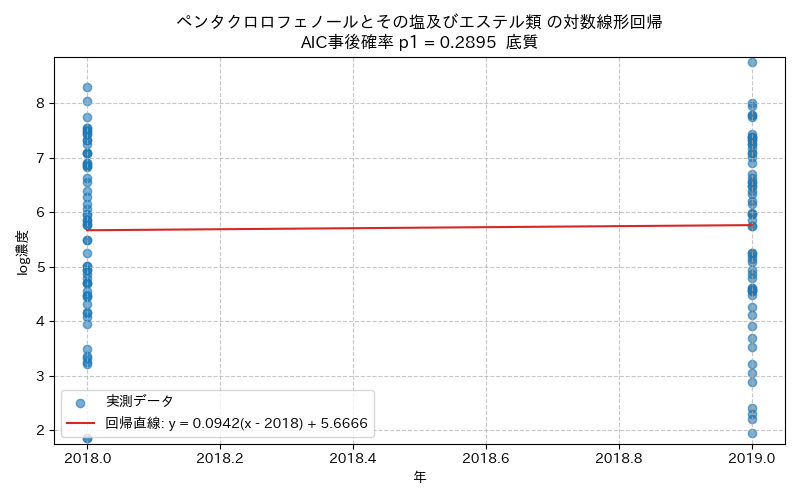 ペンタクロロフェノールとその塩及びエステル類 の対数線形回帰
AIC事後確率 p1 = 0.2895  底質
log濃度
8
7
6
5
4
3
2
実測データ
回帰直線: y = 0.0942(x - 2018) + 5.6666
2018.0 2018.2 2018.4 2018.6 2018.8 2019.0
年